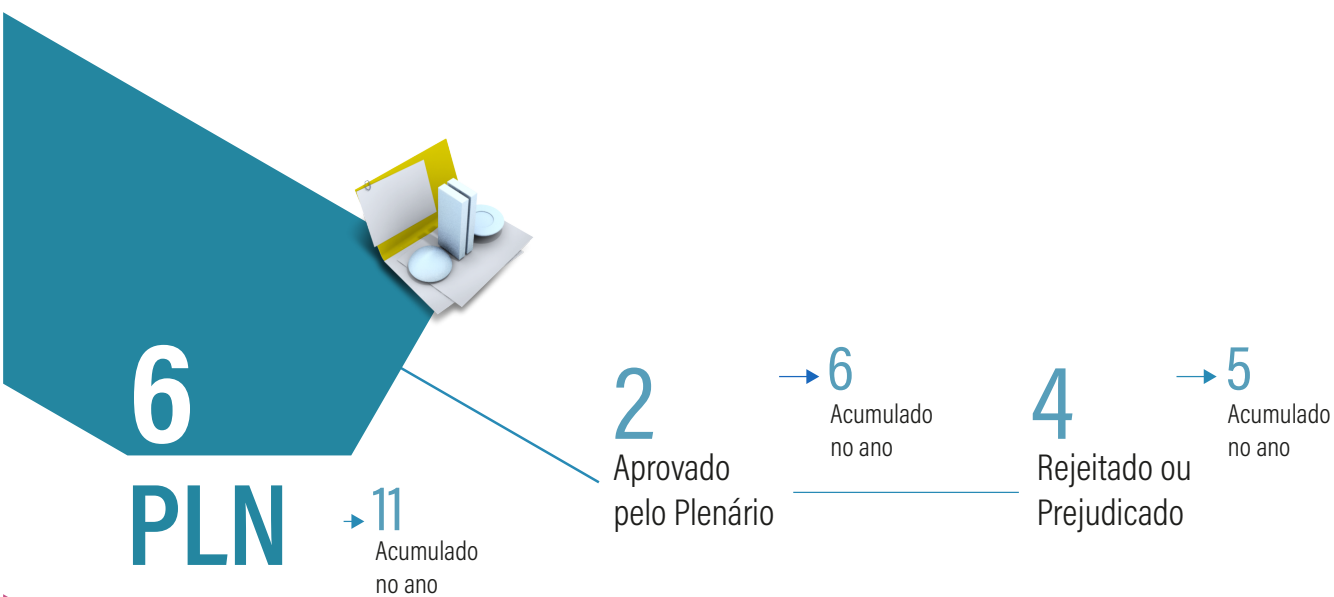 6
PLN
11
Acumulado
no ano
2
Aprovado
pelo Plenário
6
Acumulado
no ano
4
Rejeitado ou
Prejudicado
5
Acumulado
no ano